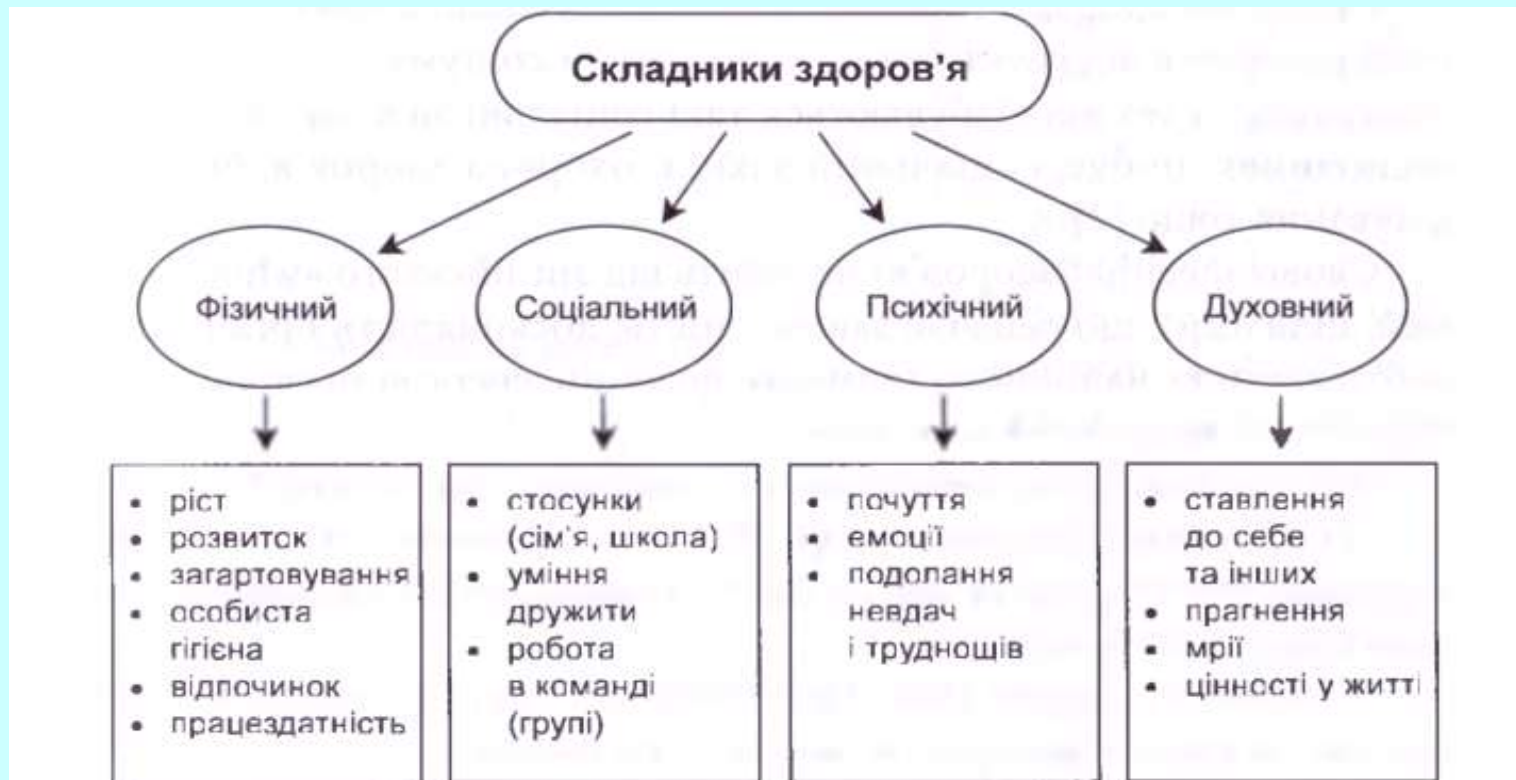 Складники здоров'я
Фізичний
Соціальний
Психічний
Духовний
• ріст
• розвиток
• загартовування
• особиста
гігієна
• відпочинок
• працездатність
• стосунки
(сім'я, школа)
• уміння
дружити
• робота
в команді
(групі)
• почуття
• емоції
• подолання
невдач
і труднощів
• ставлення
до себе
та інших
• прагнення
• мрії
• цінності у житті